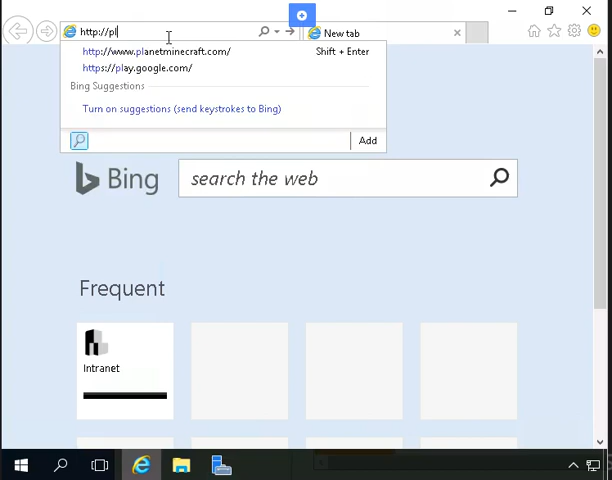 http://pl
New tab
http://www.planetminecraft.com/
Shift + Enter
https://play.google.com/
Bing Suggestions
Turn on suggestions (send keystrokes to Bing)
Add
Bing
search the web
Frequent
Intranet